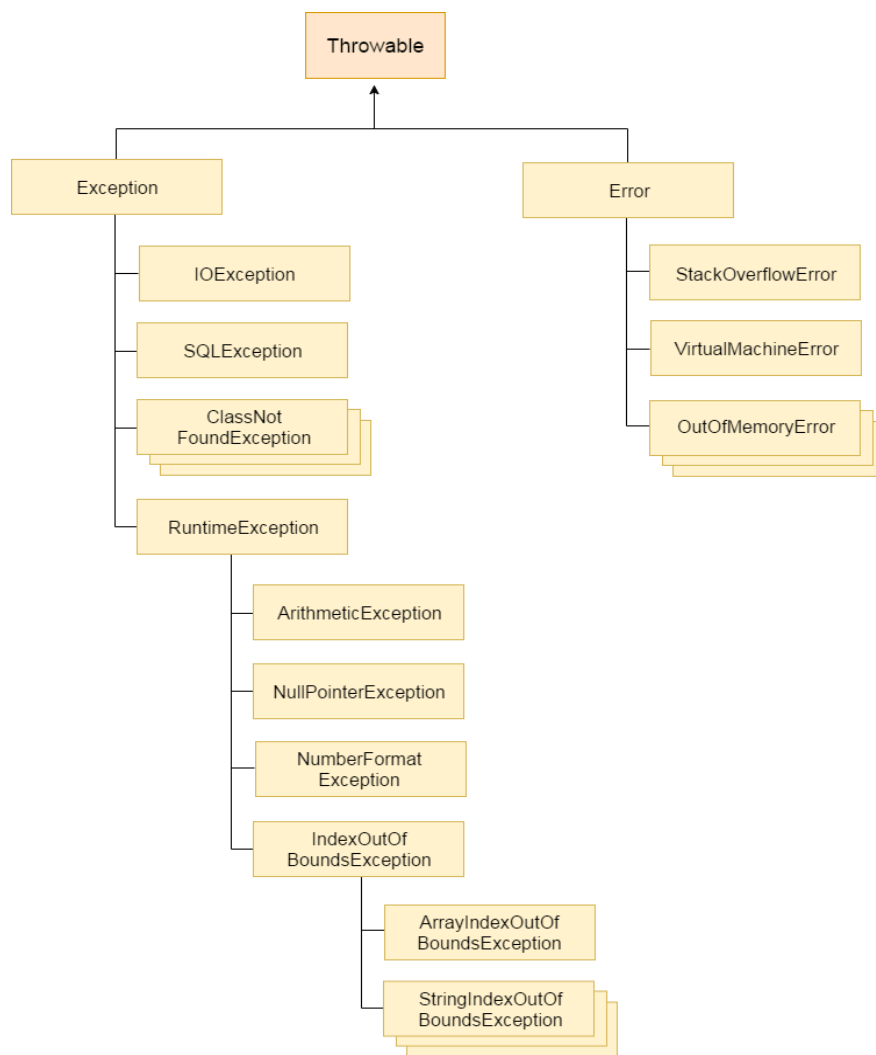 Throwable
Exception
Error
IOException
StackOverflowError
SQLException
VirtualMachineError
ClassNot
FoundException
OutOfMemoryError
RuntimeException
ArithmeticException
NullPointerException
NumberFormat
Exception
IndexOutOf
BoundsException
ArrayIndexOutOf
BoundsException
StringIndexOutOf
BoundsException